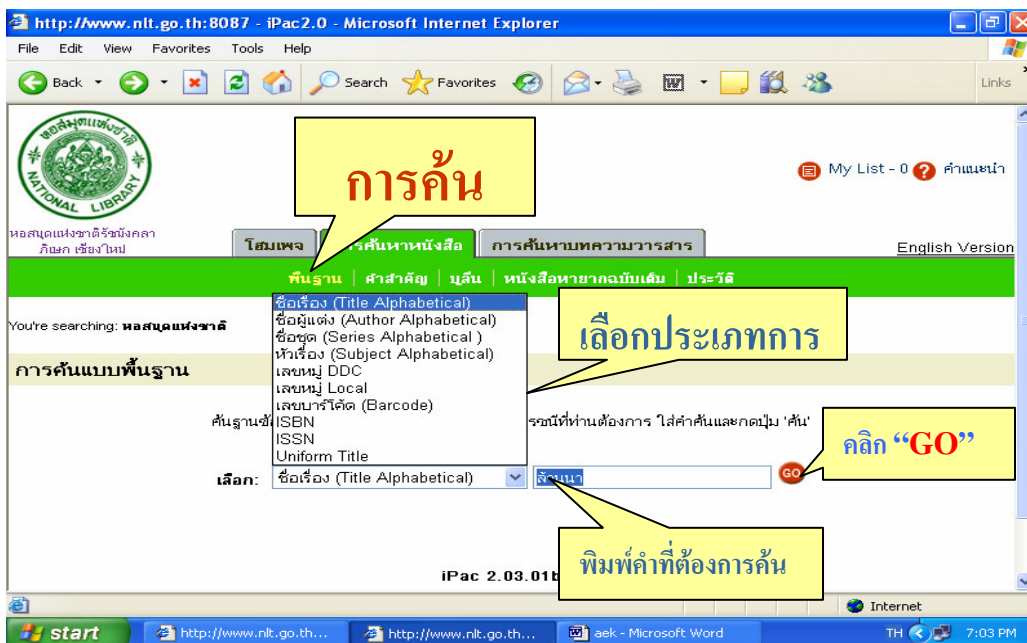 http://www.nlt.go.th:8087 - iPac2.0 - Microsoft Internet Explorer
File Edit View Favorites Tools Help
Back Search Favorites Links
หอสมุดแห่งชาติ
NATIONAL LIBRARY
การค้น
My List - 0 คำแนะนำ
หอสมุดแห่งชาติรัชมังคลา
ภิเษก เชียงใหม่
โฮมเพจ การค้นหาหนังสือ การค้นหาบทความวารสาร English Version
พื้นฐาน คำสำคัญ บูลีน หนังสือหายากฉบับเต็ม ประวัติ
You're searching: หอสมุดแห่งชาติ
ชื่อเรื่อง (Title Alphabetical)
ชื่อผู้แต่ง (Author Alphabetical)
ชื่อชุด (Series Alphabetical )
หัวเรื่อง (Subject Alphabetical)
เลขหมู่ DDC
เลขหมู่ Local
เลขบาร์โค้ด (Barcode)
ISBN
ISSN
Uniform Title
เลือกประเภทการ
การค้นแบบพื้นฐาน
ที่ท่านต้องการ ใส่คำค้นและกดปุ่ม 'ค้น'
คลิก “GO”
เลือก: ชื่อเรื่อง (Title Alphabetical) ล้านนา GO
พิมพ์คำที่ต้องการค้น
iPac 2.03.01b
Internet
start http://www.nlt.go.th... http://www.nlt.go.th... aek - Microsoft Word TH 7:03 PM